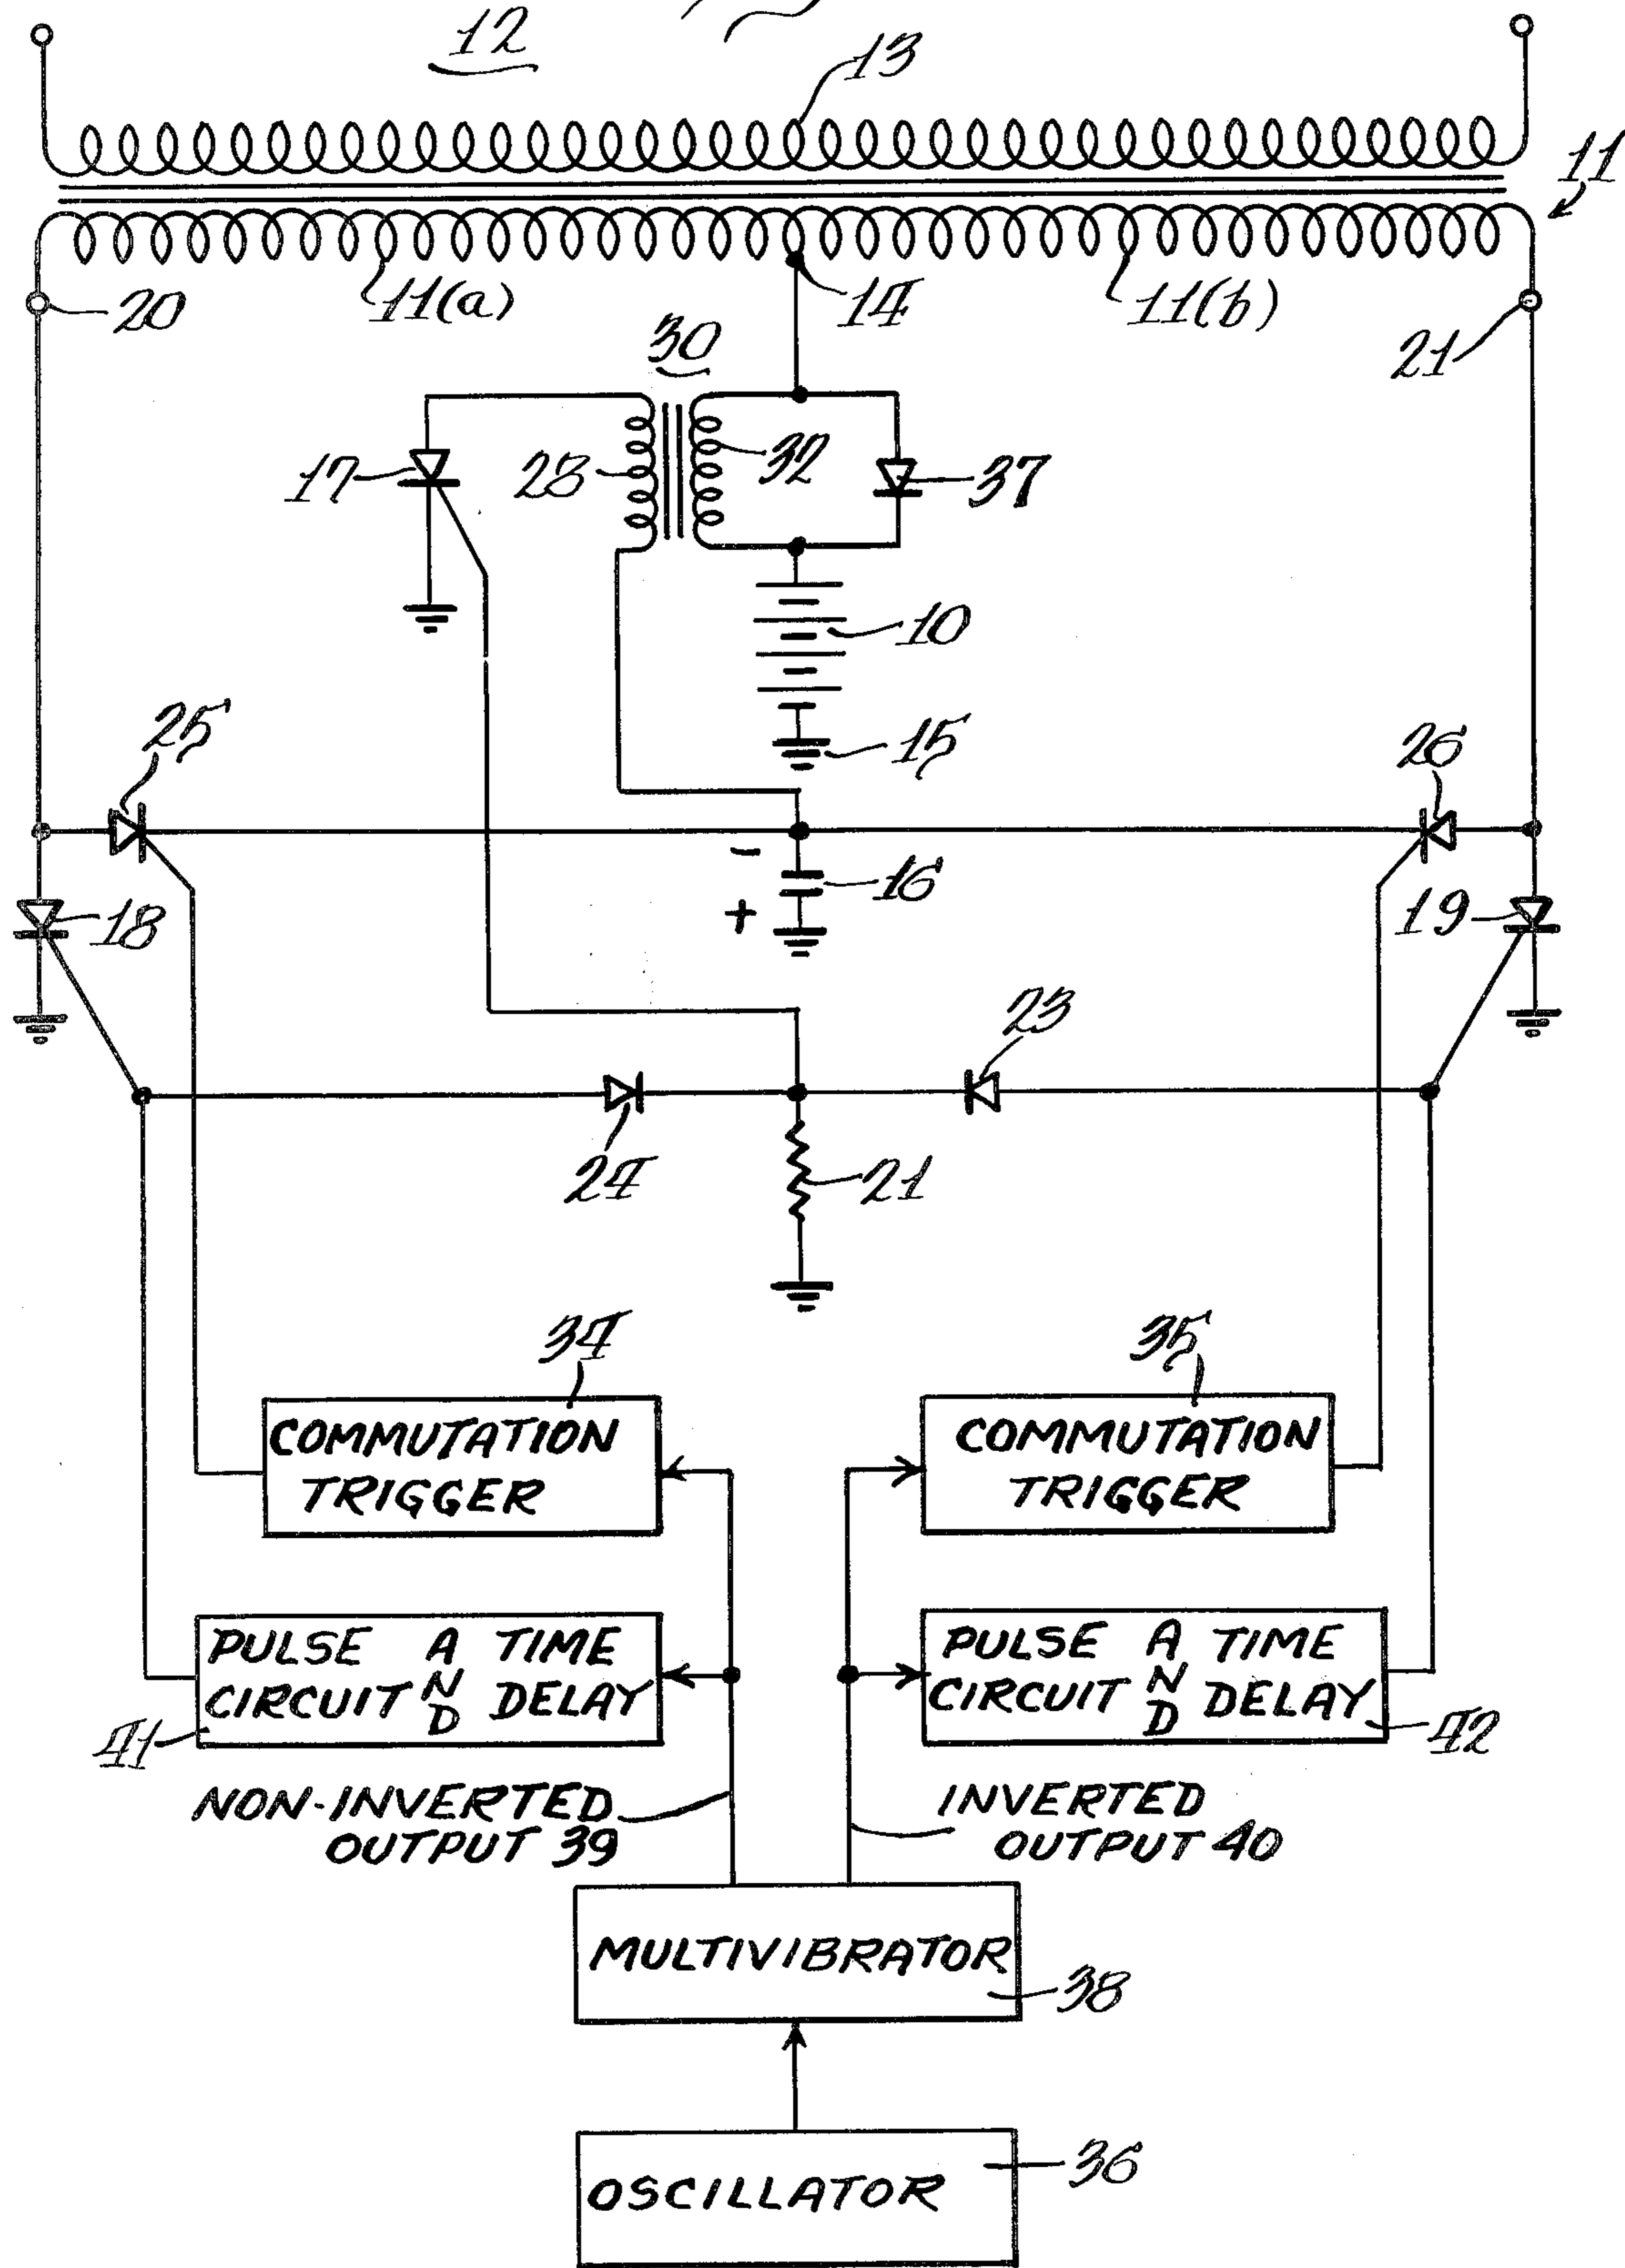 12
13
11
20
11(a)
14
11(b)
21
30
17
28
32
37
10
15
25
26
16
-
+
18
19
23
24
21
34
35
COMMUTATION
TRIGGER
COMMUTATION
TRIGGER
PULSE AND TIME
CIRCUIT DELAY
PULSE AND TIME
CIRCUIT DELAY
41
42
NON-INVERTED
OUTPUT 39
INVERTED
OUTPUT 40
MULTIVIBRATOR
38
OSCILLATOR
36